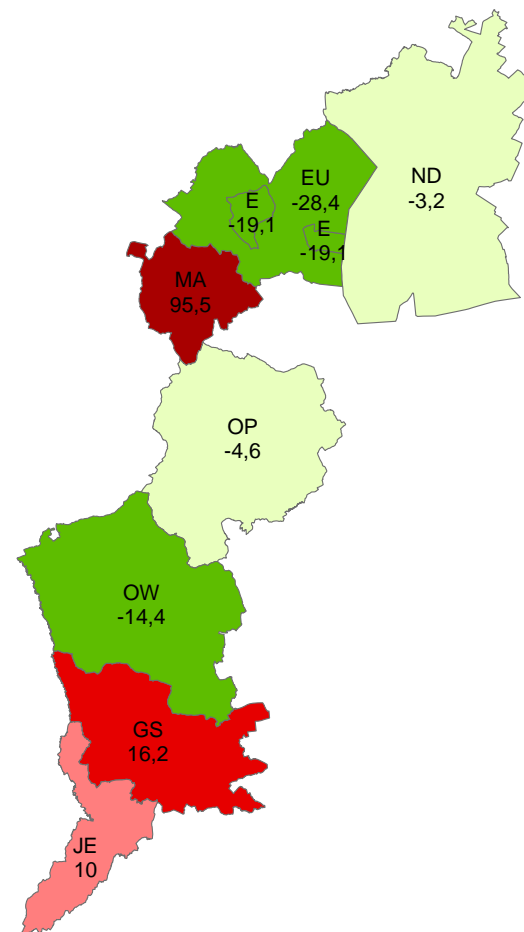 ND
-3,2
EU
-28,4
E
-19,1
E
-19,1
MA
95,5
OP
-4,6
OW
-14,4
GS
16,2
JE
10